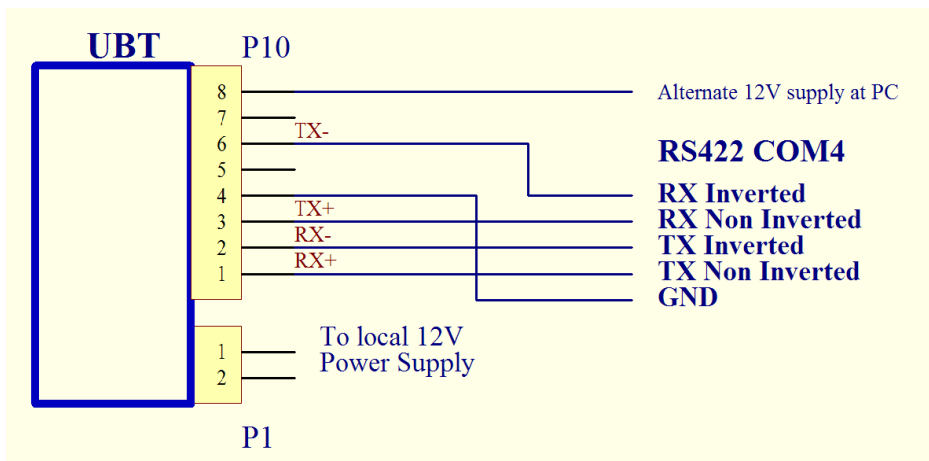 UBT
P10
8
Alternate 12V supply at PC
7
TX-
6
RS422 COM4
5
4
RX Inverted
TX+
3
RX Non Inverted
RX-
2
TX Inverted
RX+
1
TX Non Inverted
GND
To local 12V
1
Power Supply
2
P1